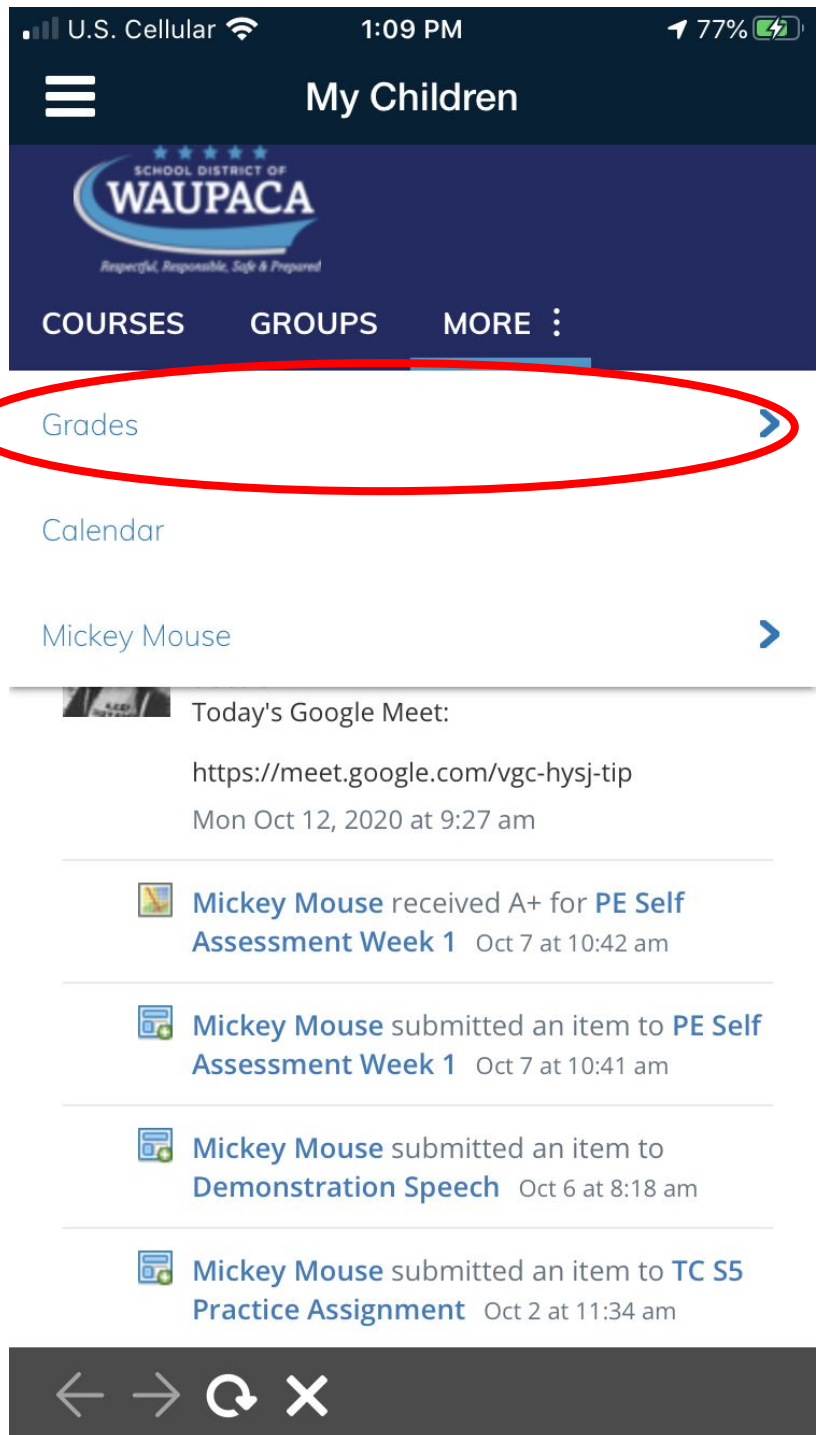 U.S. Cellular 1:09 PM 77%
My Children
SCHOOL DISTRICT OF
WAUPACA
Respectful, Responsible, Safe & Prepared
COURSES GROUPS MORE
Grades
Calendar
Mickey Mouse
Today's Google Meet:
https://meet.google.com/vgc-hysj-tip
Mon Oct 12, 2020 at 9:27 am
Mickey Mouse received A+ for PE Self
Assessment Week 1 Oct 7 at 10:42 am
Mickey Mouse submitted an item to PE Self
Assessment Week 1 Oct 7 at 10:41 am
Mickey Mouse submitted an item to
Demonstration Speech Oct 6 at 8:18 am
Mickey Mouse submitted an item to TC S5
Practice Assignment Oct 2 at 11:34 am